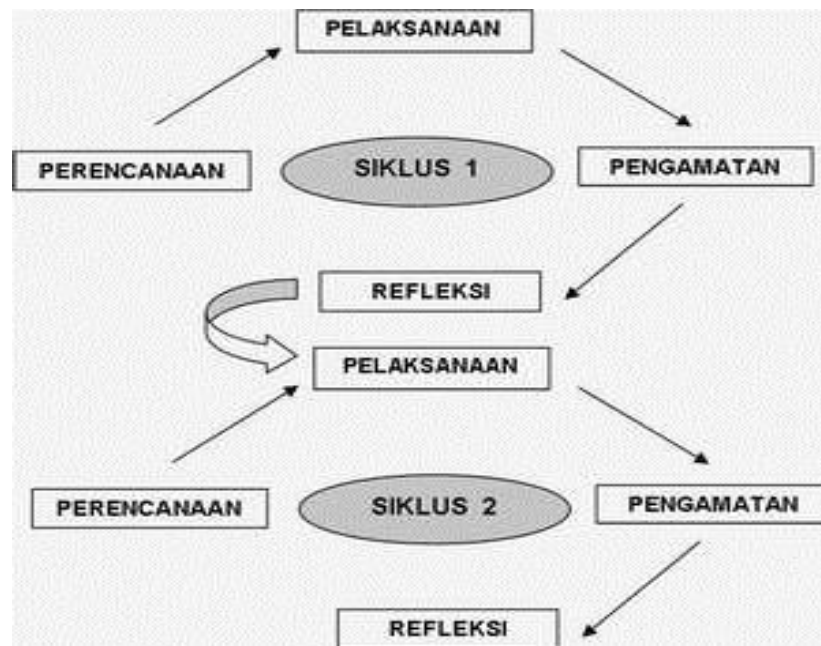 PELAKSANAAN
PERENCANAAN
SIKLUS 1
PENGAMATAN
REFLEKSI
PELAKSANAAN
PERENCANAAN
SIKLUS 2
PENGAMATAN
REFLEKSI